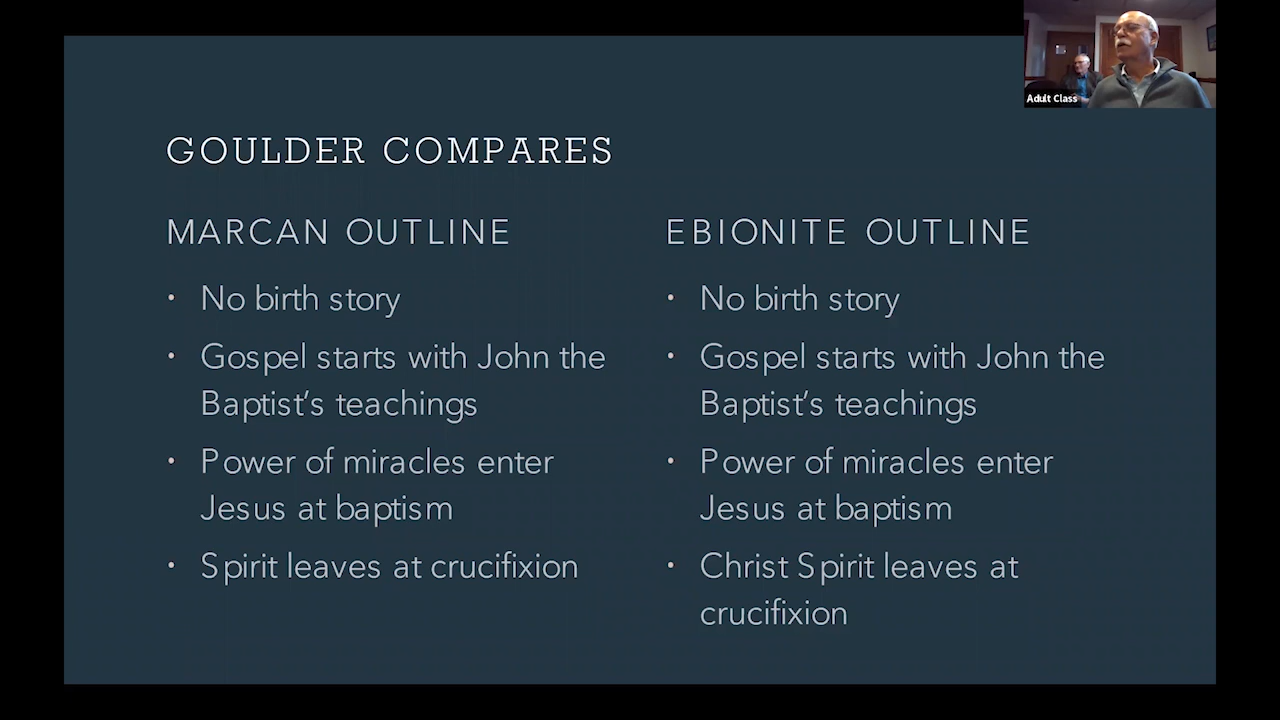 Adult Class
GOULDER COMPARES
MARCAN OUTLINE
• No birth story
• Gospel starts with John the
Baptist’s teachings
• Power of miracles enter
Jesus at baptism
• Spirit leaves at crucifixion
EBIONITE OUTLINE
• No birth story
• Gospel starts with John the
Baptist’s teachings
• Power of miracles enter
Jesus at baptism
• Christ Spirit leaves at
crucifixion